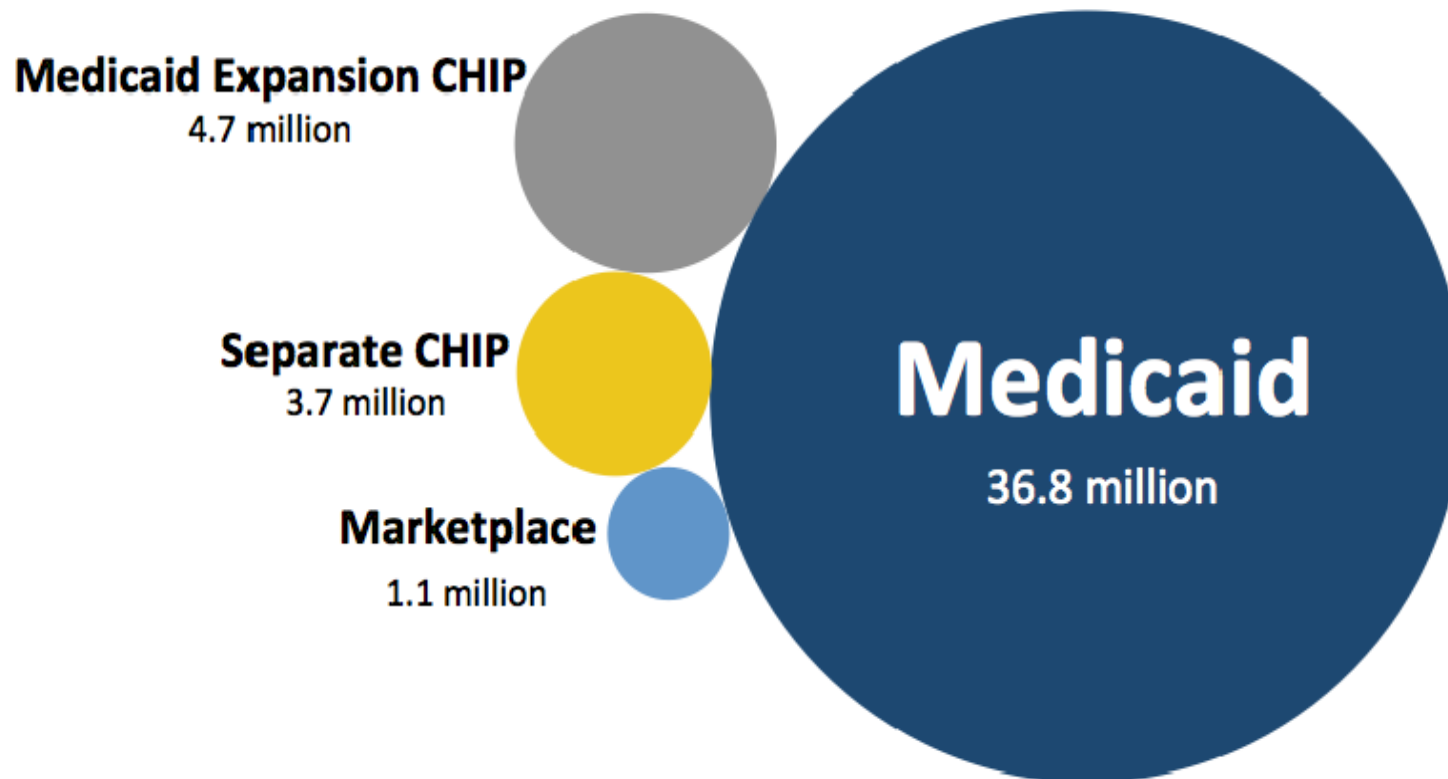 Medicaid Expansion CHIP
4.7 million
Separate CHIP
3.7 million
Marketplace
1.1 million
Medicaid
36.8 million